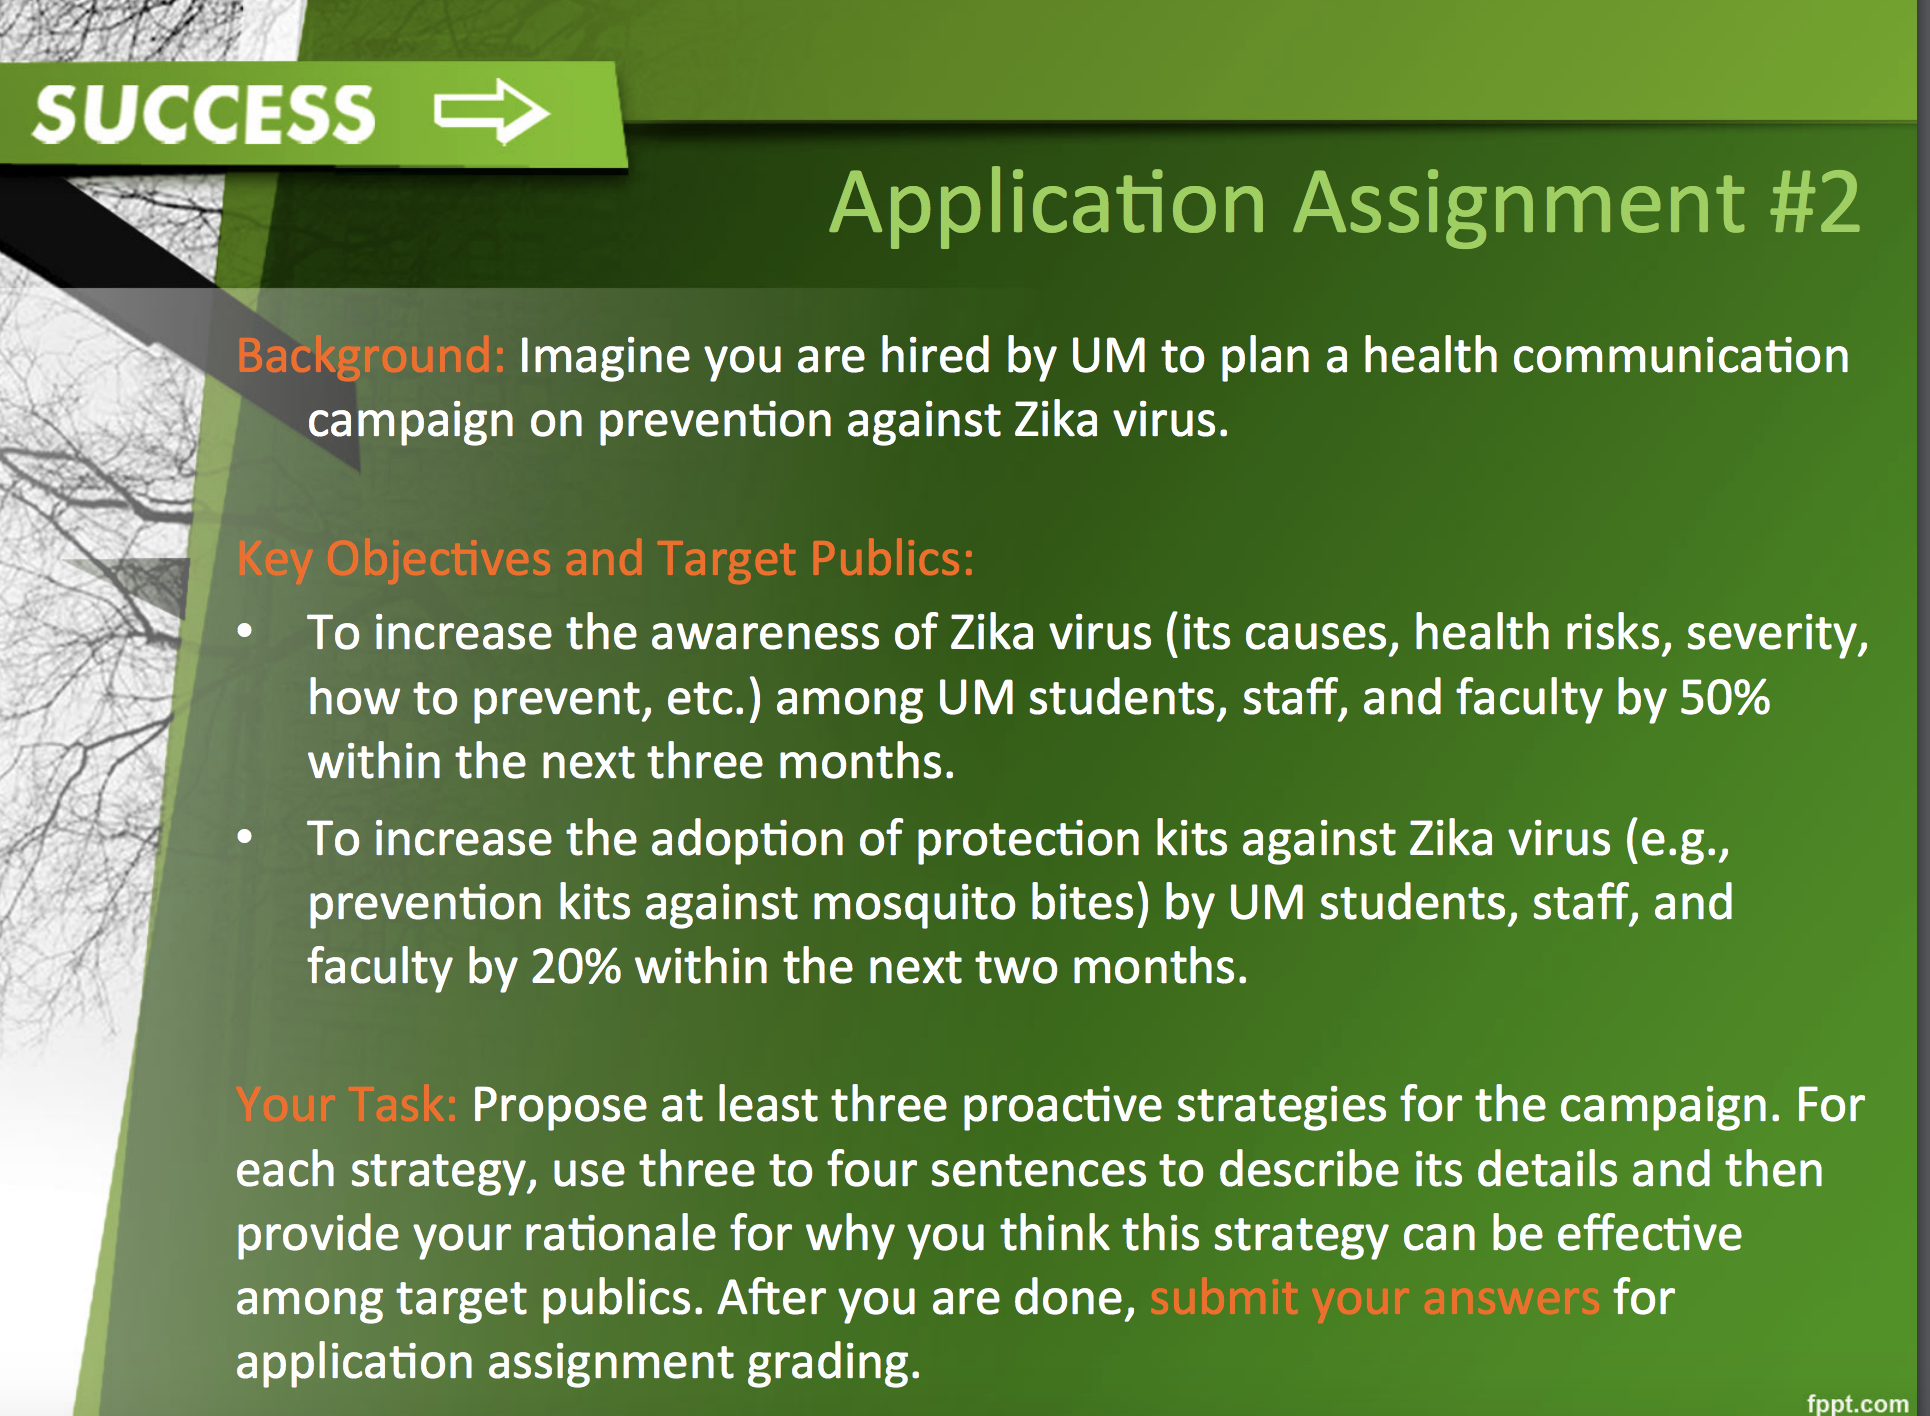 SUCCESS
Application Assignment #2
Background: Imagine you are hired by UM to plan a health communication
campaign on prevention against Zika virus.
Key Objectives and Target Publics:
• To increase the awareness of Zika virus (its causes, health risks, severity,
how to prevent, etc.) among UM students, staff, and faculty by 50%
within the next three months.
• To increase the adoption of protection kits against Zika virus (e.g.,
prevention kits against mosquito bites) by UM students, staff, and
faculty by 20% within the next two months.
Your Task: Propose at least three proactive strategies for the campaign. For
each strategy, use three to four sentences to describe its details and then
provide your rationale for why you think this strategy can be effective
among target publics. After you are done, submit your answers for
application assignment grading.
fppt.com